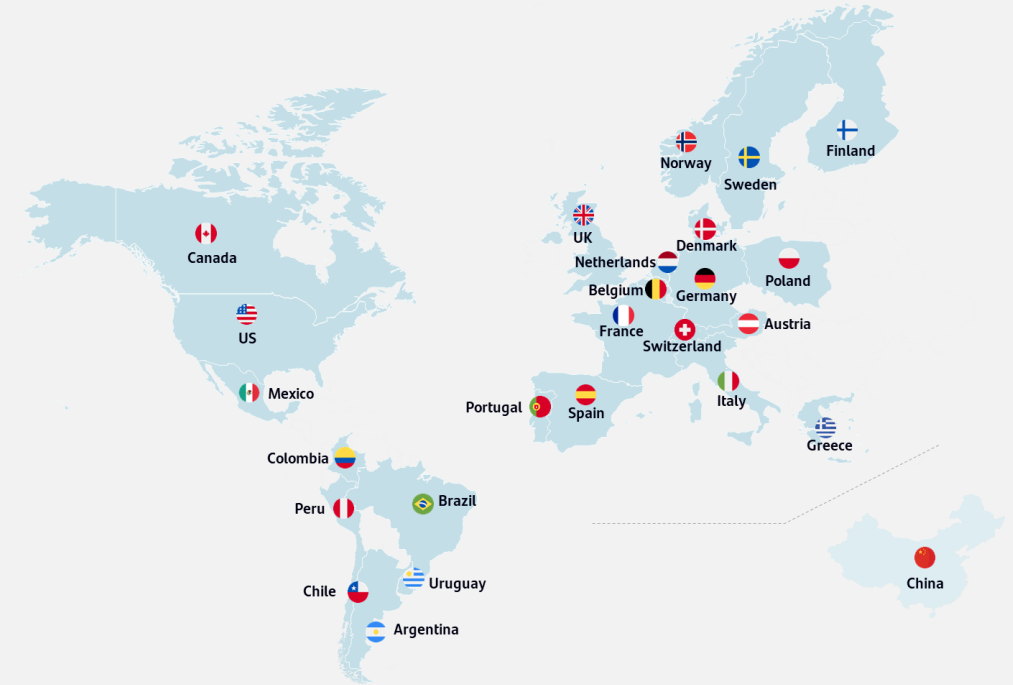 Finland
Norway
Sweden
UK
Denmark
Canada
Netherlands
Poland
Belgium
Germany
Austria
France
US
Switzerland
Mexico
Italy
Portugal
Spain
Greece
Colombia
Brazil
Peru
China
Uruguay
Chile
Argentina